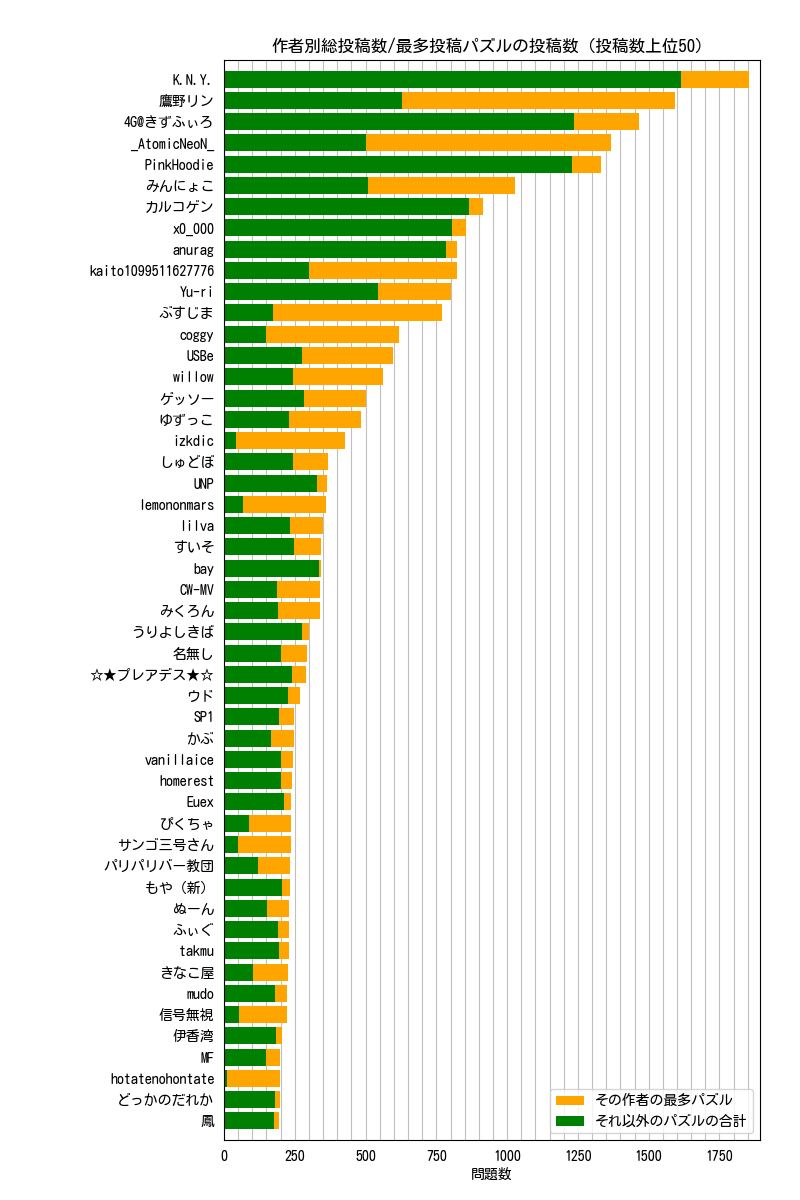 作者別総投稿数/最多投稿パズルの投稿数 (投稿数上位50)
K.N.Y.
鷹野リン
4G@きずふぃろ
_AtomicNeoN_
PinkHoodie
みんにょこ
カルコゲン
x0_000
anurag
kaito1099511627776
Yu-ri
ぶすじま
coggy
USBe
willow
ゲッソー
ゆずっこ
izkdic
しゅどぼ
UNP
lemononmars
lilva
すいそ
bay
CW-MV
みくろん
うりよしきば
名無し
☆★プレアデス★☆
ウド
SP1
かぶ
vanillaice
homerest
Euex
ぴくちゃ
サンゴ三号さん
パリパリバー教団
もや (新)
ぬーん
ふぃぐ
takmu
きなこ屋
mudo
信号無視
伊香湾
MF
hotatenohontate
どっかのだれか
鳳
その作者の最多パズル
それ以外のパズルの合計
0 250 500 750 1000 1250 1500 1750
問題数